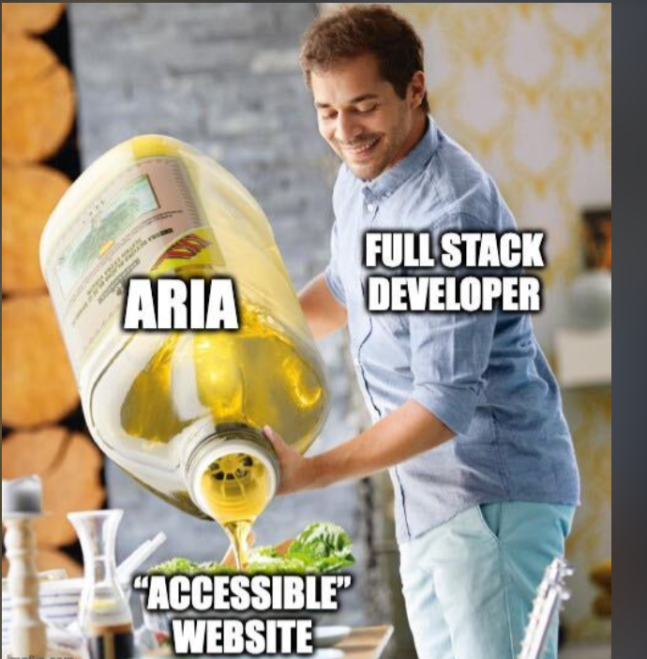 ARIA
FULL STACK
DEVELOPER
“ACCESSIBLE”
WEBSITE